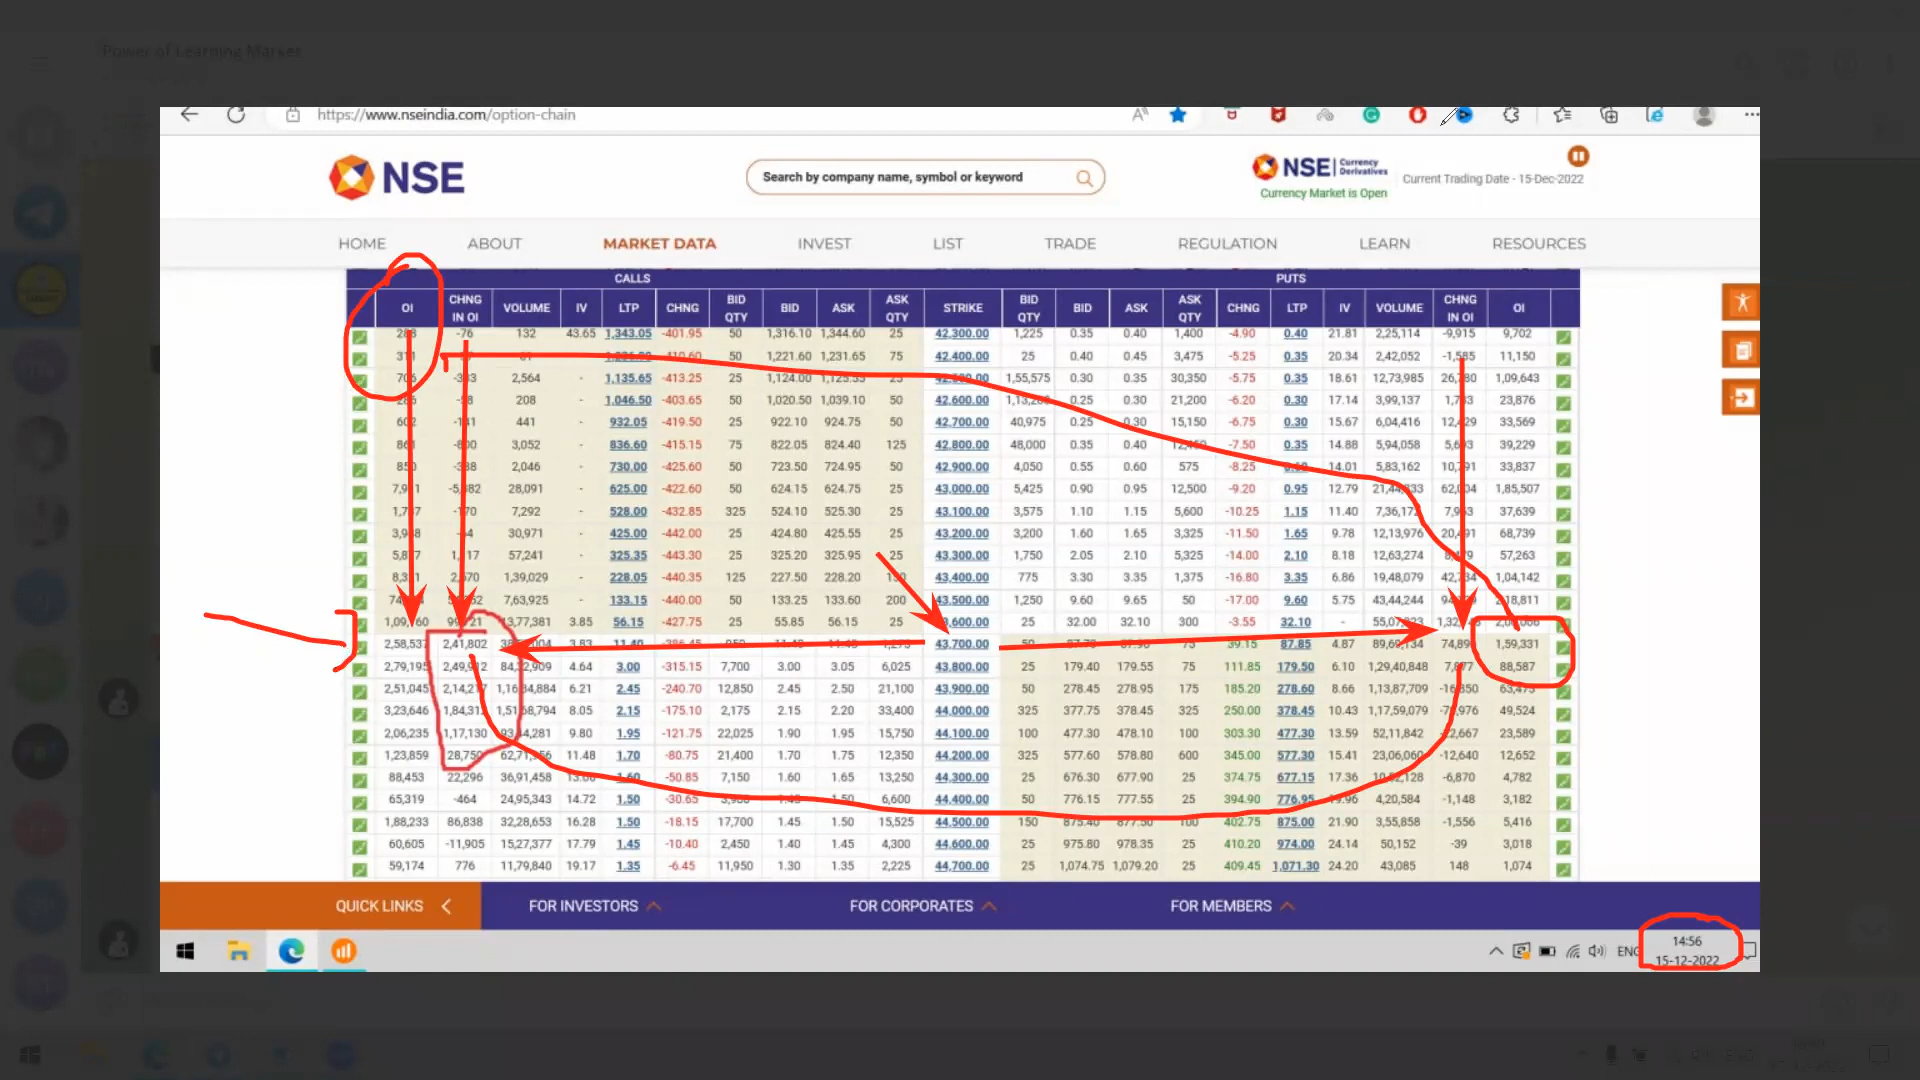 Power of Learning Market
https://www.nseindia.com/option-chain
NSE
Search by company name, symbol or keyword
NSE Currency Derivatives
Currency Market is Open
Current Trading Date - 15-Dec-2022
HOME ABOUT MARKET DATA INVEST LIST TRADE REGULATION LEARN RESOURCES
CALLS PUTS
OI CHNG IN OI VOLUME IV LTP CHNG BID QTY BID ASK ASK QTY STRIKE BID QTY BID ASK ASK QTY CHNG LTP IV VOLUME CHNG IN OI OI
-76 132 43.65 1,343.05 -401.95 50 1,316.10 1,344.60 25 42,300.00 1,225 0.35 0.40 1,400 -4.90 0.40 21.81 2,25,114 -9,915 9,702
50 1,221.60 1,231.65 75 42,400.00 25 0.40 0.45 3,475 -5.25 0.35 20.34 2,42,052 -1,585 11,150
2,564 - 1,135.65 -413.25 25 1,124.00 1,55,575 0.30 0.35 30,350 -5.75 0.35 18.61 12,73,985 1,09,643
208 - 1,046.50 -403.65 50 1,020.50 1,039.10 50 42,600.00 0.25 0.30 21,200 -6.20 0.30 17.14 3,99,137 23,876
441 - 932.05 -419.50 25 922.10 924.75 50 42,700.00 40,975 0.25 0.30 15,150 -6.75 0.30 15.67 6,04,416 33,569
3,052 - 836.60 -415.15 75 822.05 824.40 125 42,800.00 48,000 0.35 0.40 -7.50 0.35 14.88 5,94,058 39,229
2,046 - 730.00 -425.60 50 723.50 724.95 50 42,900.00 4,050 0.55 0.60 575 -8.25 14.01 5,83,162 33,837
28,091 - 625.00 -422.60 50 624.15 624.75 25 43,000.00 5,425 0.90 0.95 12,500 -9.20 0.95 12.79 1,85,507
7,292 - 528.00 -432.85 325 524.10 525.30 25 43,100.00 3,575 1.10 1.15 5,600 -10.25 1.15 11.40 37,639
30,971 - 425.00 -442.00 25 424.80 425.55 25 43,200.00 3,200 1.60 1.65 3,325 -11.50 1.65 9.78 12,13,976 68,739
57,241 - 325.35 -443.30 25 325.20 325.95 25 43,300.00 1,750 2.05 2.10 5,325 -14.00 2.10 8.18 12,63,274 57,263
1,39,029 - 228.05 -440.35 125 227.50 228.20 43,400.00 775 3.30 3.35 1,375 -16.80 3.35 6.86 19,48,079 1,04,142
7,63,925 - 133.15 -440.00 50 133.25 133.60 200 43,500.00 1,250 9.60 9.65 50 -17.00 9.60 5.75 43,44,244
13,77,381 3.85 56.15 -427.75 25 55.85 56.15 25 25 32.00 32.10 300 -3.55 32.10 -
2,58,537 2,41,802 43,700.00 39.15 87.85 4.87 1,59,331
2,79,195 4.64 3.00 -315.15 7,700 3.00 3.05 6,025 43,800.00 25 179.40 179.55 75 111.85 179.50 6.10 1,29,40,848 88,587
2,51,045 6.21 2.45 -240.70 12,850 2.45 2.50 21,100 43,900.00 50 278.45 278.95 175 185.20 278.60 8.66 1,13,87,709
3,23,646 8.05 2.15 -175.10 2,175 2.15 2.20 33,400 44,000.00 325 377.75 378.45 325 250.00 378.45 10.43 1,17,59,079 49,524
2,06,235 1,17,130 9.80 1.95 -121.75 22,025 1.90 1.95 15,750 44,100.00 100 477.30 478.10 100 303.30 477.30 13.59 52,11,842 23,589
1,23,859 11.48 1.70 -80.75 21,400 1.70 1.75 12,350 44,200.00 325 577.60 578.80 600 345.00 577.30 15.41 23,06,060 -12,640 12,652
88,453 22,296 36,91,458 -50.85 7,150 1.60 1.65 13,250 44,300.00 25 676.30 677.90 25 374.75 677.15 17.36 -6,870 4,782
65,319 -464 24,95,343 14.72 1.50 -30.65 6,600 44,400.00 50 776.15 777.55 25 394.90 776.95 4,20,584 -1,148 3,182
1,88,233 86,838 32,28,653 16.28 1.50 -18.15 17,700 1.45 1.50 15,525 44,500.00 150 402.75 875.00 21.90 3,55,858 -1,556 5,416
60,605 -11,905 15,27,377 17.79 1.45 -10.40 2,450 1.40 1.45 4,300 44,600.00 25 975.80 978.35 25 410.20 974.00 24.14 50,152 -39 3,018
59,174 776 11,79,840 19.17 1.35 -6.45 11,950 1.30 1.35 2,225 44,700.00 25 1,074.75 1,079.20 25 409.45 1,071.30 24.20 43,085 148 1,074
QUICK LINKS FOR INVESTORS FOR CORPORATES FOR MEMBERS
ENG
14:56
15-12-2022